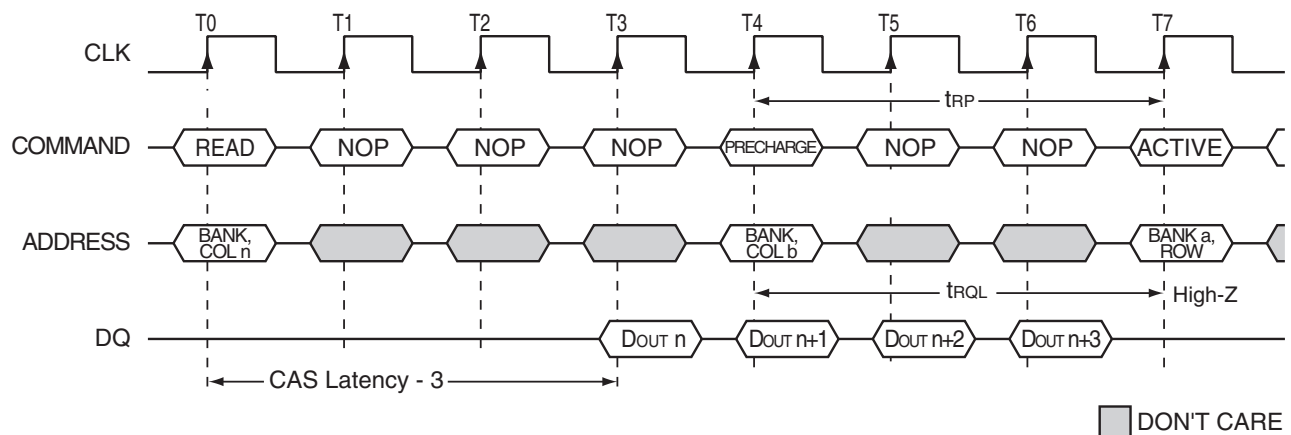 T0 T1 T2 T3 T4 T5 T6 T7
CLK
tRP
COMMAND READ NOP NOP NOP PRECHARGE NOP NOP ACTIVE
ADDRESS BANK, COL n BANK, COL b BANK a, ROW
tRQL High-Z
DQ DOUT n DOUT n+1 DOUT n+2 DOUT n+3
CAS Latency - 3
DON'T CARE